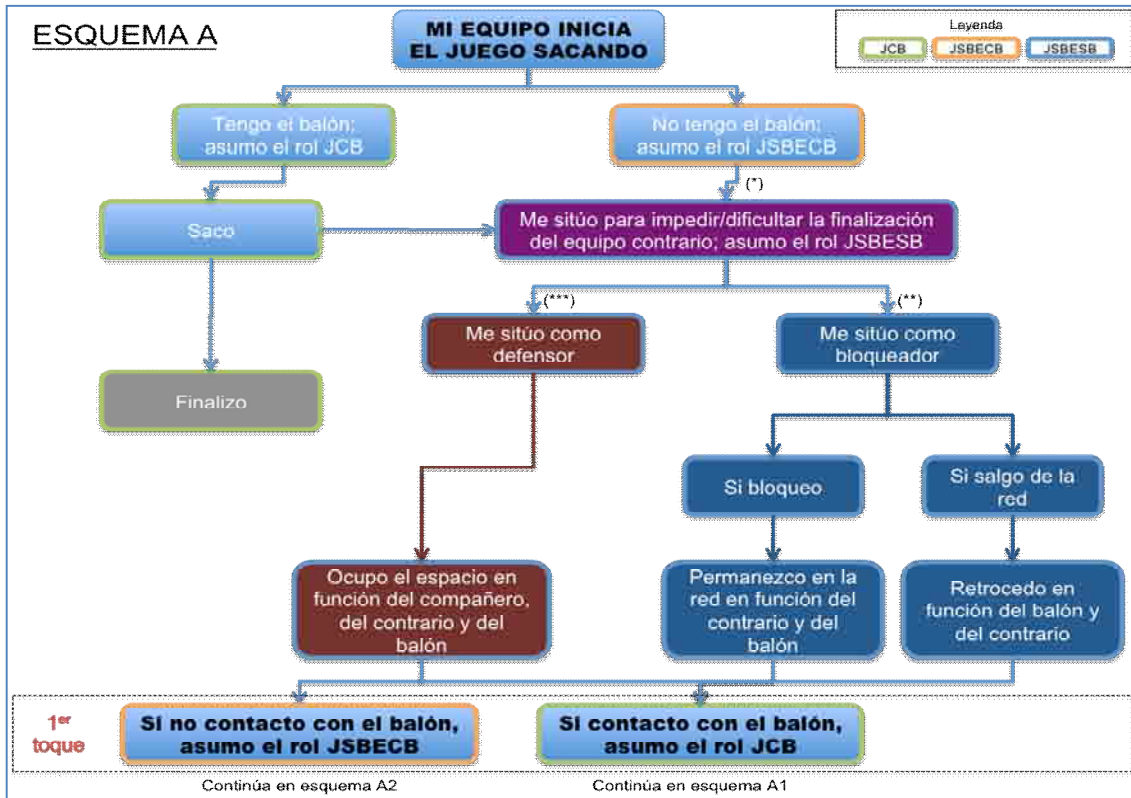 ESQUEMA A
MI EQUIPO INICIA
EL JUEGO SACANDO
Leyenda
JCB
JSBECB
JSBESB
Tengo el balón;
asumo el rol JCB
No tengo el balón;
asumo el rol JSBECB
(*)
Saco
Me sitúo para impedir/dificultar la finalización
del equipo contrario; asumo el rol JSBESB
(***)
(**)
Me sitúo como
defensor
Me sitúo como
bloqueador
Finalizo
Si bloqueo
Si salgo de la
red
Ocupo el espacio en
función del compañero,
del contrario y del
balón
Permanezco en la
red en función del
contrario y del
balón
Retrocedo en
función del balón y
del contrario
1er
toque
Si no contacto con el balón,
asumo el rol JSBECB
Si contacto con el balón,
asumo el rol JCB
Continúa en esquema A2
Continúa en esquema A1